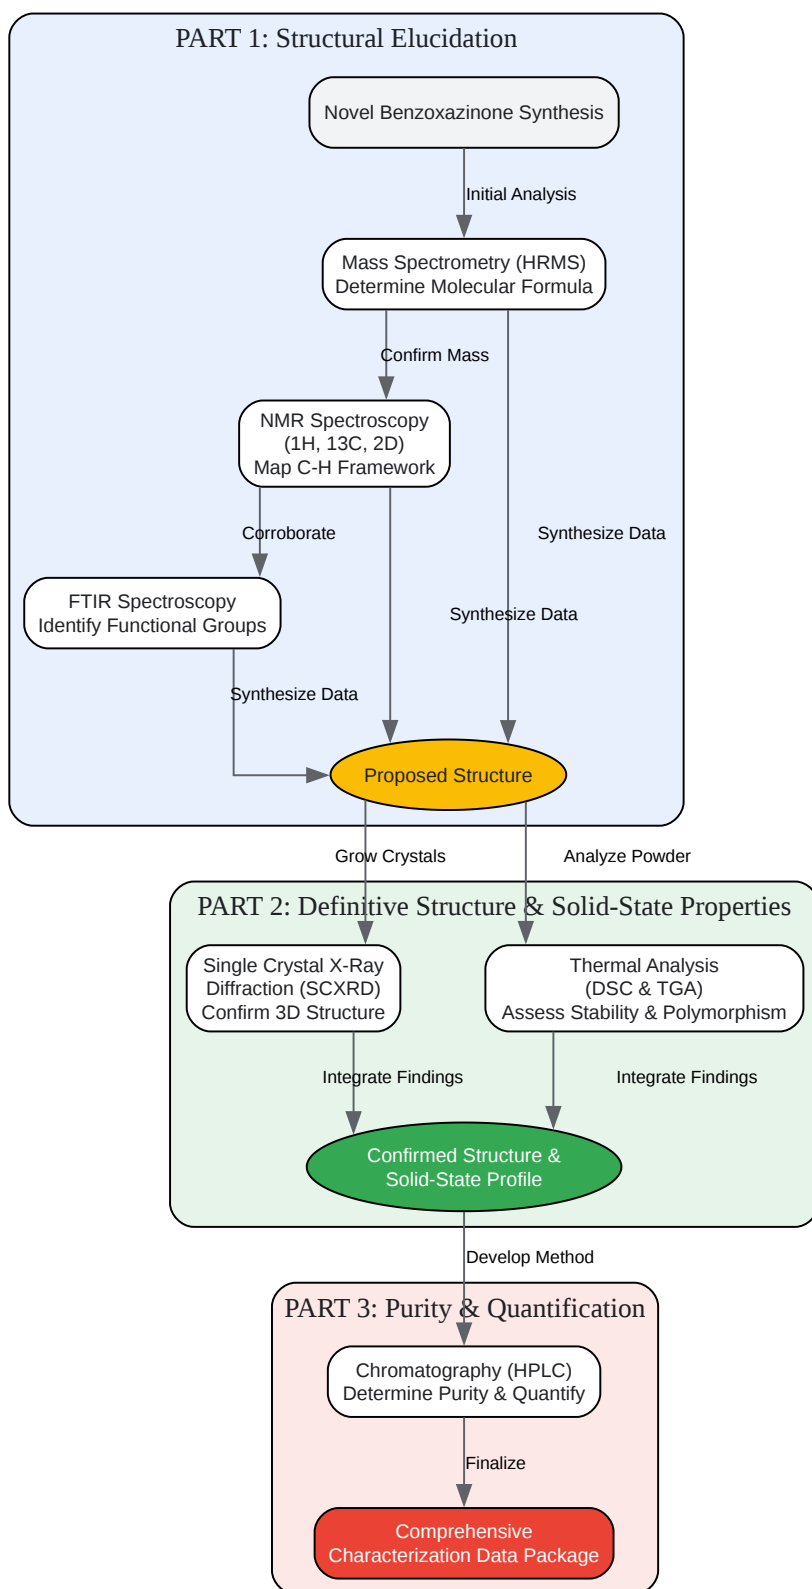 PART 1: Structural Elucidation
Novel Benzoxazinone Synthesis
Initial Analysis
Mass Spectrometry (HRMS)
Determine Molecular Formula
Confirm Mass
NMR Spectroscopy
(1H, 13C, 2D)
Map C-H Framework
Corroborate
Synthesize Data
FTIR Spectroscopy
Identify Functional Groups
Synthesize Data
Synthesize Data
Proposed Structure
Grow Crystals
Analyze Powder
PART 2: Definitive Structure & Solid-State Properties
Single Crystal X-Ray
Diffraction (SCXRD)
Confirm 3D Structure
Thermal Analysis
(DSC & TGA)
Assess Stability & Polymorphism
Integrate Findings
Integrate Findings
Confirmed Structure &
Solid-State Profile
Develop Method
PART 3: Purity & Quantification
Chromatography (HPLC)
Determine Purity & Quantify
Finalize
Comprehensive
Characterization Data Package